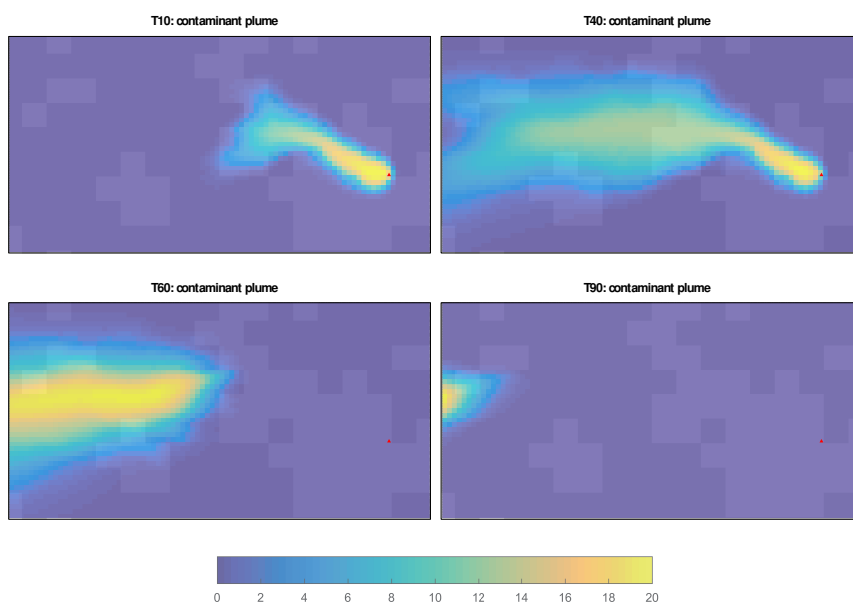 T10: contaminant plume
T40: contaminant plume
T60: contaminant plume
T90: contaminant plume
0 2 4 6 8 10 12 14 16 18 20